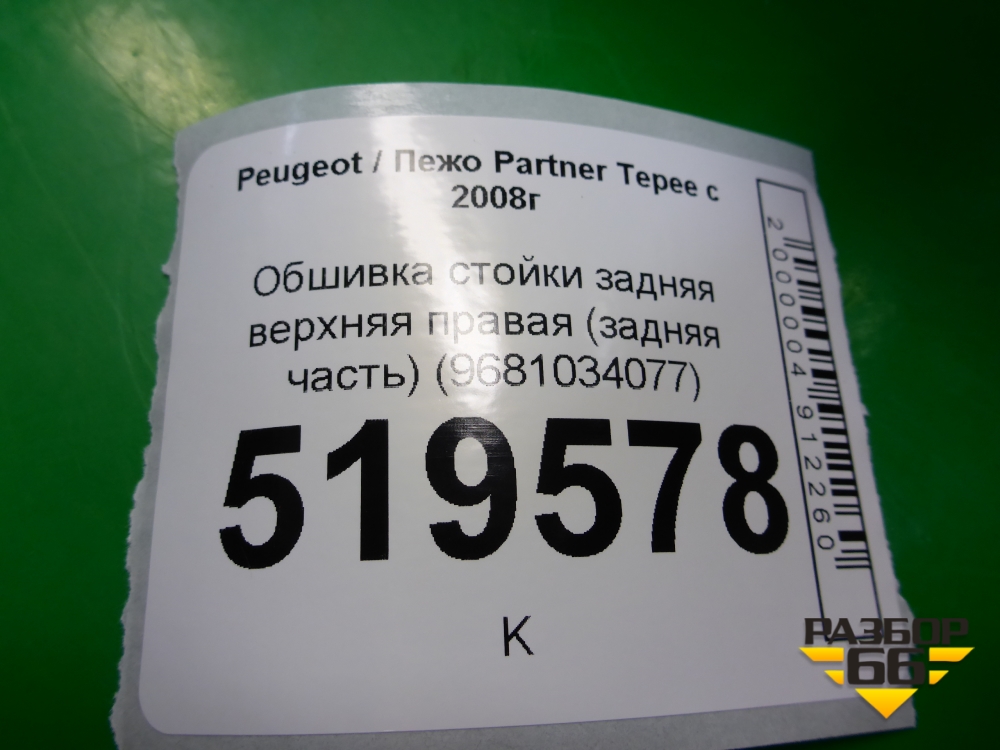 Peugeot / Пежо Partner Tepee с
2008г
Обшивка стойки задняя
верхняя правая (задняя
часть) (9681034077)
519578
К
2000004912260
РАЗБОР
66